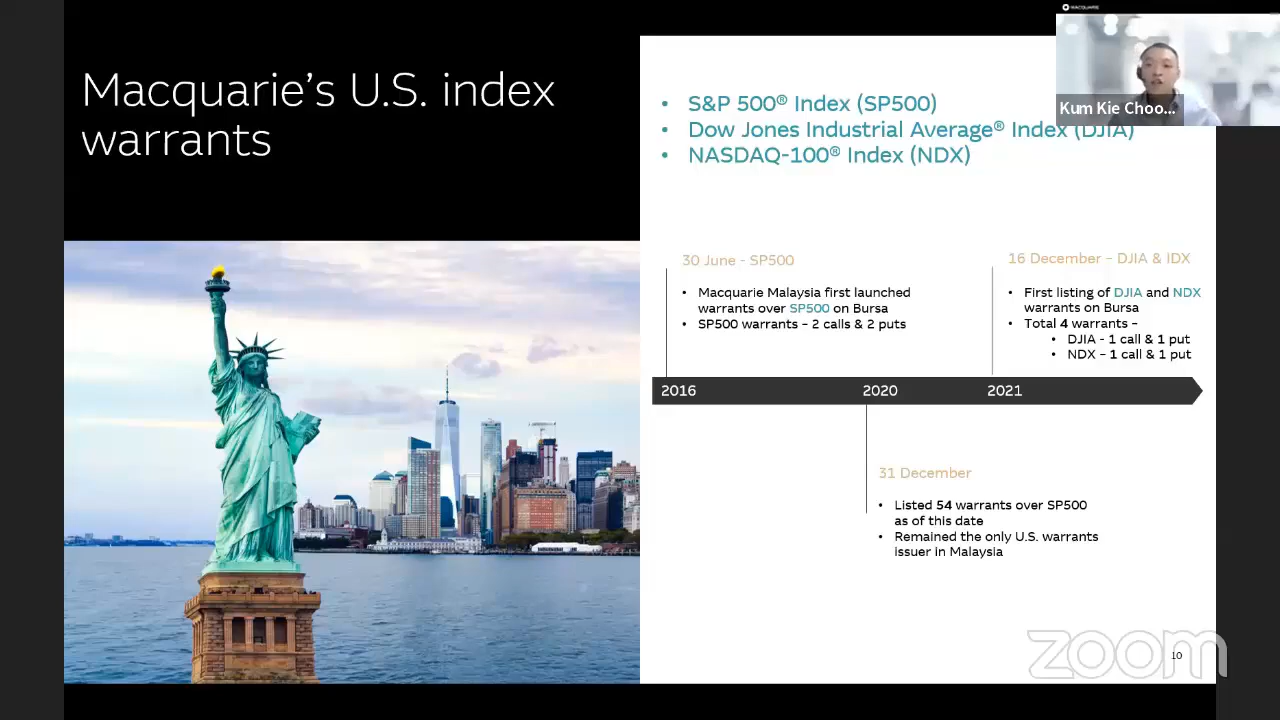 Macquarie's U.S. index
warrants
MACQUARIE
Kum Kie Choo...
• S&P 500® Index (SP500)
• Dow Jones Industrial Average® Index (DJIA)
• NASDAQ-100® Index (NDX)
30 June - SP500
• Macquarie Malaysia first launched
warrants over SP500 on Bursa
• SP500 warrants – 2 calls & 2 puts
16 December – DJIA & IDX
• First listing of DJIA and NDX
warrants on Bursa
• Total 4 warrants –
• DJIA - 1 call & 1 put
• NDX – 1 call & 1 put
2016 2020 2021
31 December
• Listed 54 warrants over SP500
as of this date
• Remained the only U.S. warrants
issuer in Malaysia
zoom
10